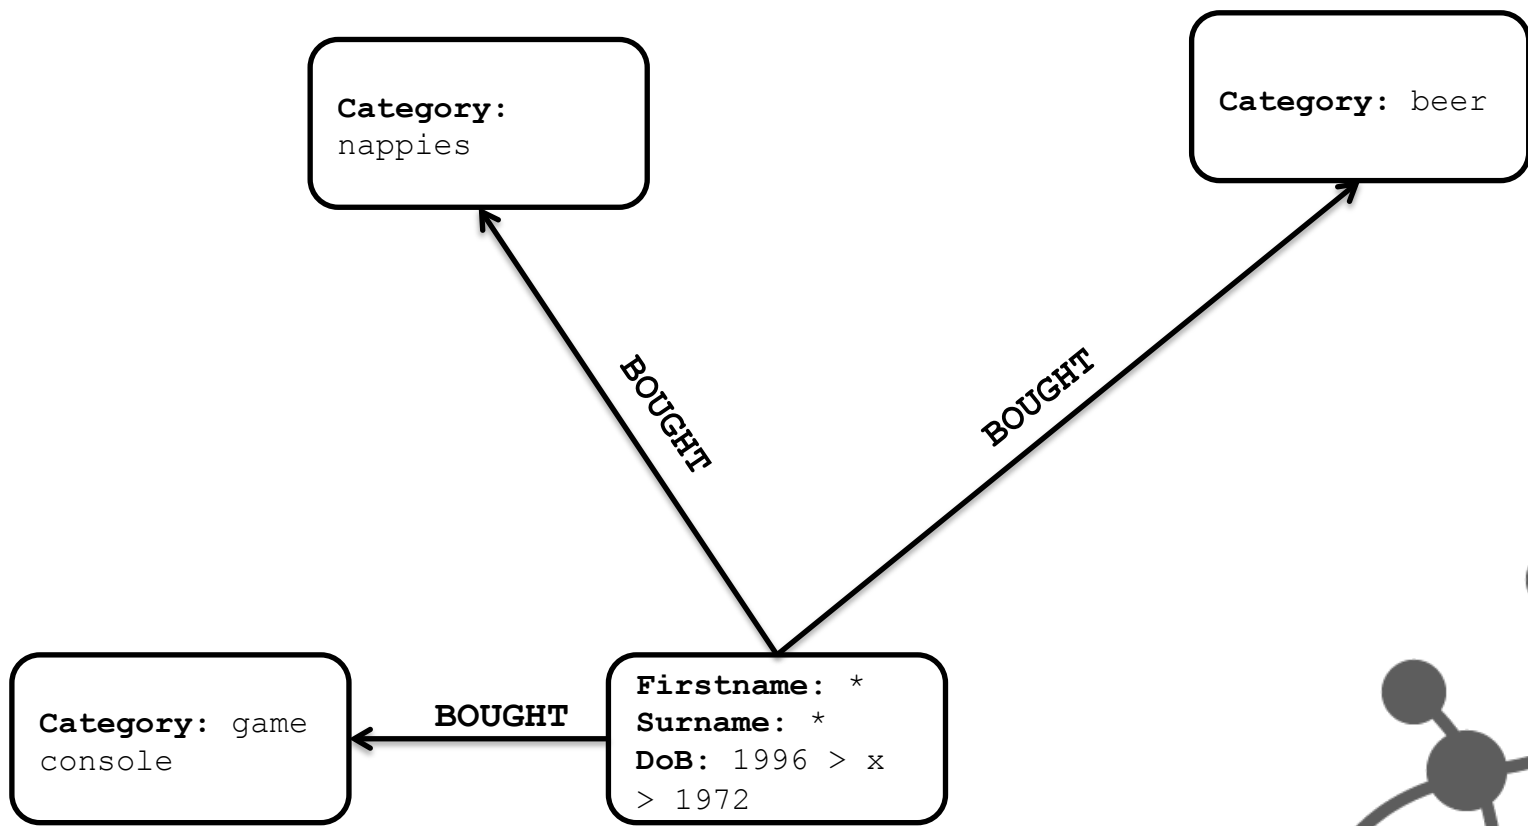 Category:
nappies
Category: beer
BOUGHT
BOUGHT
Category: game
console
BOUGHT
Firstname: *
Surname: *
DoB: 1996 > x
> 1972